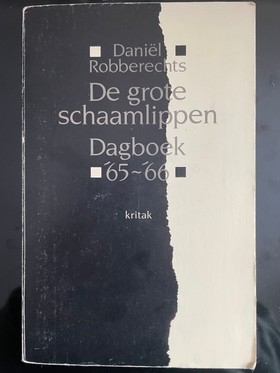 Daniël
Robberechts
De grote
schaamlippen
Dagboek
'65~'66
kritak